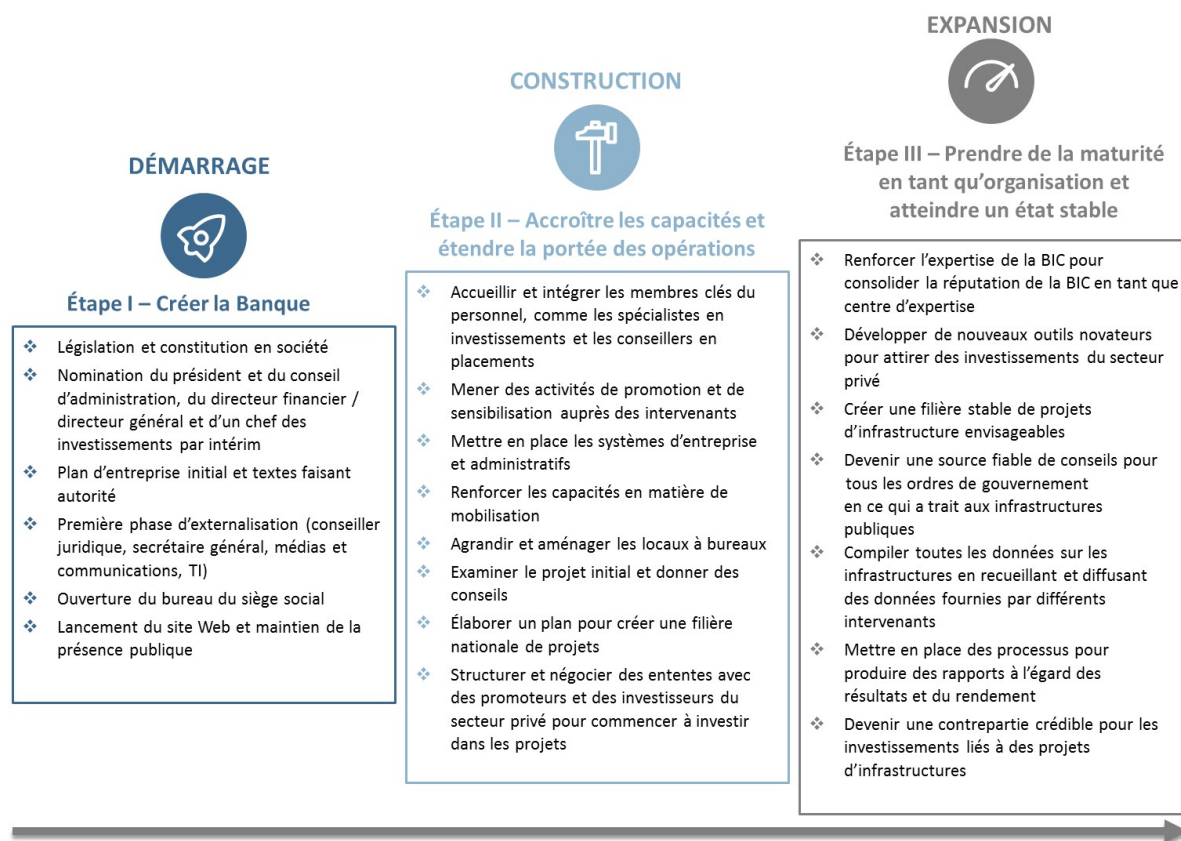 DÉMARRAGE
Étape I – Créer la Banque
❖ Législation et constitution en société
❖ Nomination du président et du conseil
d’administration, du directeur financier /
directeur général et d’un chef des
investissements par intérim
❖ Plan d’entreprise initial et textes faisant
autorité
❖ Première phase d’externalisation (conseiller
juridique, secrétaire général, médias et
communications, TI)
❖ Ouverture du bureau du siège social
❖ Lancement du site Web et maintien de la
présence publique
CONSTRUCTION
Étape II – Accroître les capacités et
étendre la portée des opérations
❖ Accueillir et intégrer les membres clés du
personnel, comme les spécialistes en
investissements et les conseillers en
placements
❖ Mener des activités de promotion et de
sensibilisation auprès des intervenants
❖ Mettre en place les systèmes d’entreprise
et administratifs
❖ Renforcer les capacités en matière de
mobilisation
❖ Agrandir et aménager les locaux à bureaux
❖ Examiner le projet initial et donner des
conseils
❖ Élaborer un plan pour créer une filière
nationale de projets
❖ Structurer et négocier des ententes avec
des promoteurs et des investisseurs du
secteur privé pour commencer à investir
dans les projets
EXPANSION
Étape III – Prendre de la maturité
en tant qu’organisation et
atteindre un état stable
❖ Renforcer l’expertise de la BIC pour
consolider la réputation de la BIC en tant que
centre d’expertise
❖ Développer de nouveaux outils novateurs
pour attirer des investissements du secteur
privé
❖ Créer une filière stable de projets
d’infrastructure envisageables
❖ Devenir une source fiable de conseils pour
tous les ordres de gouvernement
en ce qui a trait aux infrastructures
publiques
❖ Compiler toutes les données sur les
infrastructures en recueillant et diffusant
des données fournies par différents
intervenants
❖ Mettre en place des processus pour
produire des rapports à l’égard des
résultats et du rendement
❖ Devenir une contrepartie crédible pour les
investissements liés à des projets
d’infrastructures